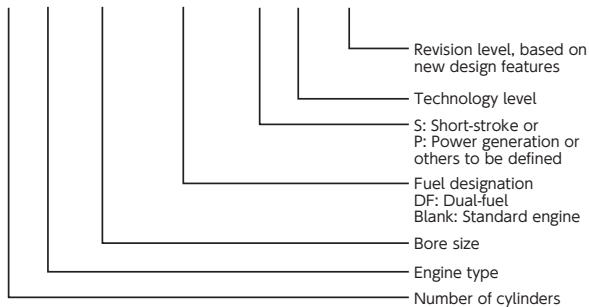 Revision level, based on
new design features
Technology level
S: Short-stroke or
P: Power generation or
others to be defined
Fuel designation
DF: Dual-fuel
Blank: Standard engine
Bore size
Engine type
Number of cylinders